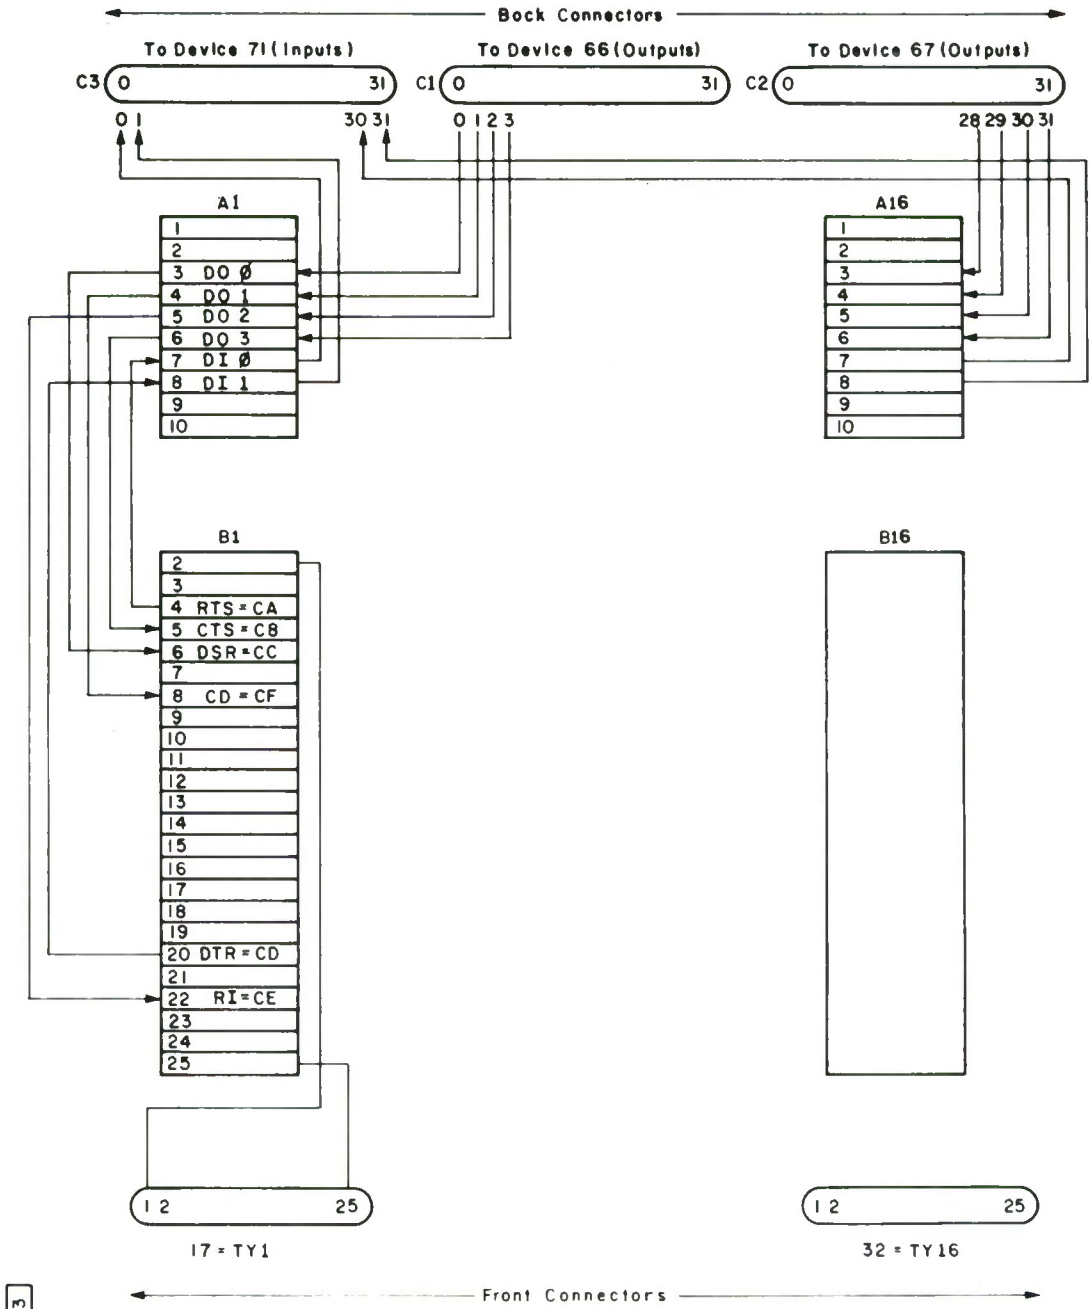 Bock Connectors
To Device 71 (Inputs)
To Device 66 (Outputs)
To Device 67 (Outputs)
C3 0 31
C1 0 31
C2 0 31
0 1 30 31
0 1 2 3
28 29 30 31
A1
1
2
3 DO Ø
4 DO 1
5 DO 2
6 DO 3
7 DI Ø
8 DI 1
9
10
A16
1
2
3
4
5
6
7
8
9
10
B1
2
3
4 RTS = CA
5 CTS = CB
6 DSR = CC
7
8 CD = CF
9
10
11
12
13
14
15
16
17
18
19
20 DTR = CD
21
22 RI = CE
23
24
25
B16
1 2 25
17 = TY1
1 2 25
32 = TY16
3
Front Connectors